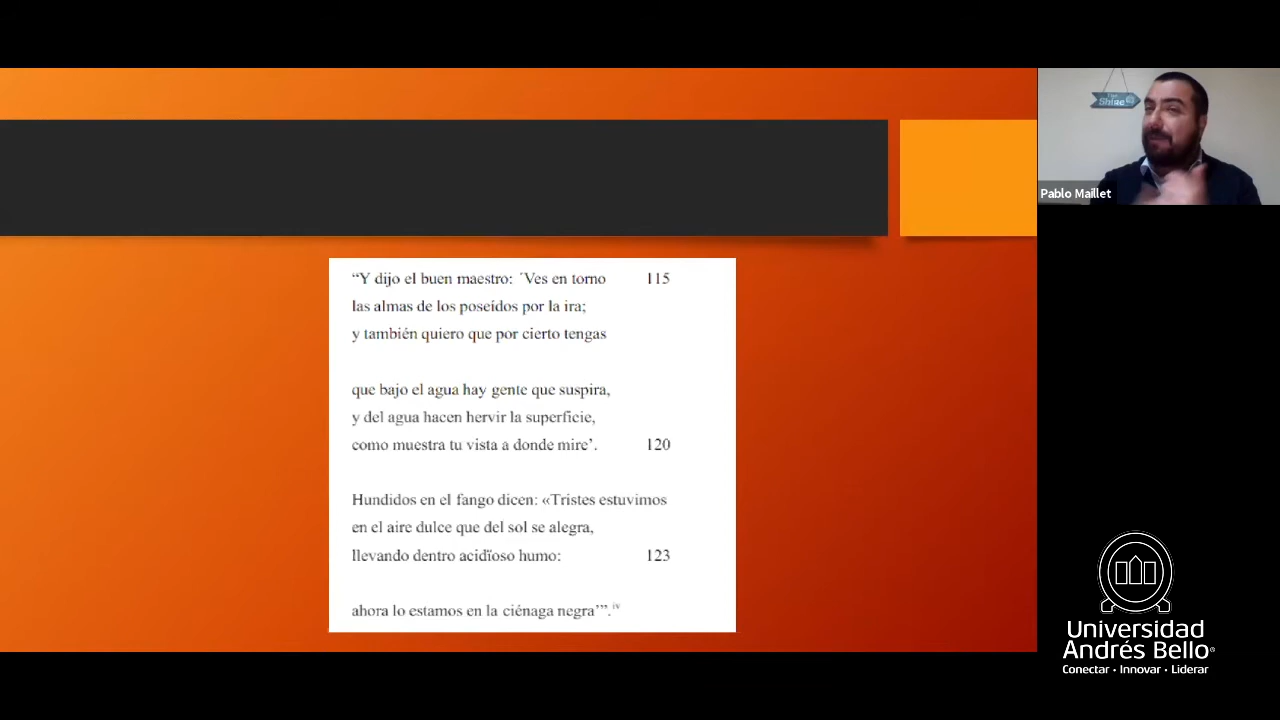 “Y dijo el buen maestro: ´Ves en torno 115
las almas de los poseídos por la ira;
y también quiero que por cierto tengas
que bajo el agua hay gente que suspira,
y del agua hacen hervir la superficie,
como muestra tu vista a donde mire’. 120
Hundidos en el fango dicen: «Tristes estuvimos
en el aire dulce que del sol se alegra,
llevando dentro acidïoso humo: 123
ahora lo estamos en la ciénaga negra’”.iv
The
Shire
Pablo Maillet
Universidad
Andrés Bello®
Conectar • Innovar • Liderar